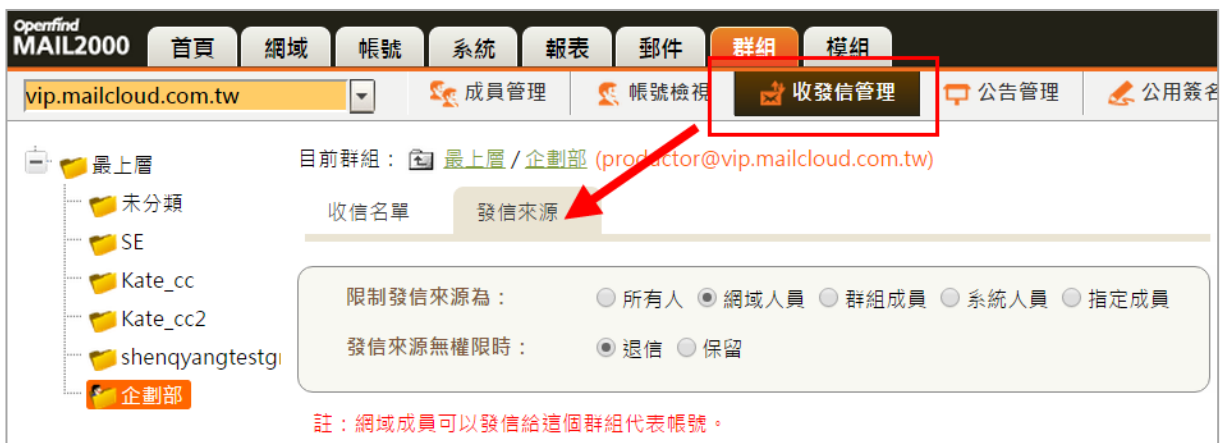 Openfind
MAIL2000 首頁 網域 帳號 系統 報表 郵件 群組 模組
vip.mailcloud.com.tw 成員管理 帳號檢視 收發信管理 公告管理 公用簽名
最上層
未分類
SE
Kate_cc
Kate_cc2
shenqyangtestgr
企劃部
目前群組： 最上層 / 企劃部 (productor@vip.mailcloud.com.tw)
收信名單 發信來源
限制發信來源為： 所有人 網域人員 群組成員 系統人員 指定成員
發信來源無權限時： 退信 保留
註：網域成員可以發信給這個群組代表帳號。